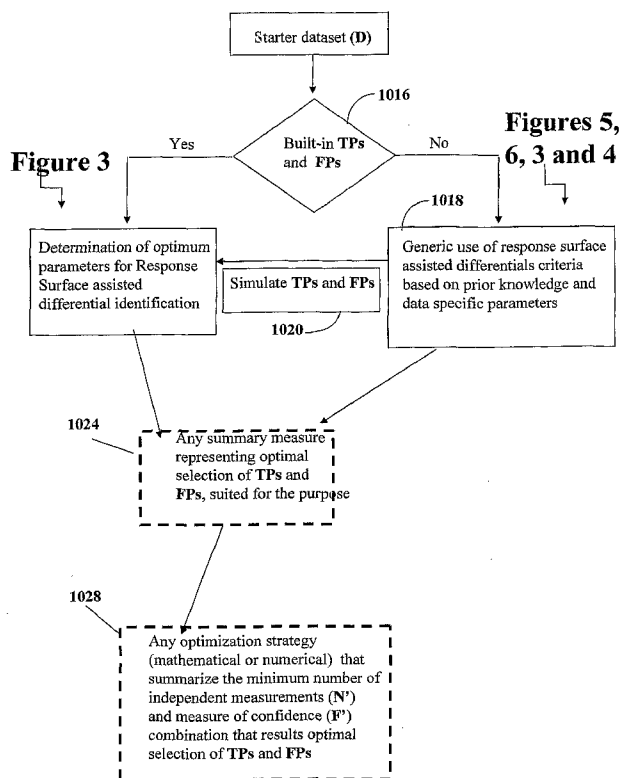 Starter dataset (D)
1016
Built-in TPs
and FPs
Yes
No
Figure 3
Figures 5,
6, 3 and 4
1018
Determination of optimum
parameters for Response
Surface assisted
differential identification
Simulate TPs and FPs
1020
Generic use of response surface
assisted differentials criteria
based on prior knowledge and
data specific parameters
1024
Any summary measure
representing optimal
selection of TPs and
FPs, suited for the purpose
1028
Any optimization strategy
(mathematical or numerical) that
summarize the minimum number of
independent measurements (N')
and measure of confidence (F')
combination that results optimal
selection of TPs and FPs